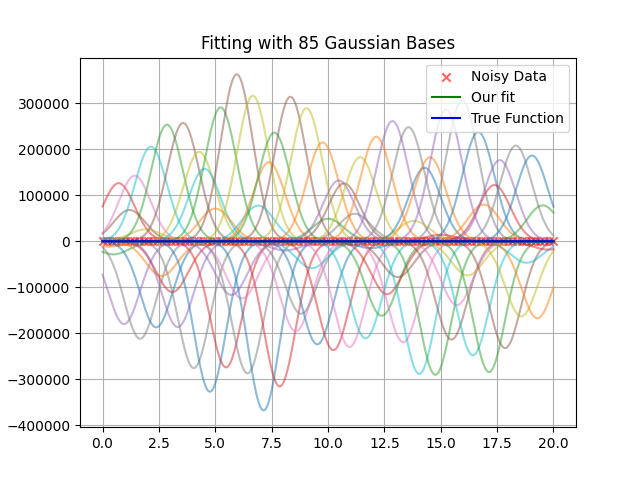 Fitting with 85 Gaussian Bases
Noisy Data
Our fit
True Function
300000
200000
100000
0
−100000
−200000
−300000
−400000
0.0 2.5 5.0 7.5 10.0 12.5 15.0 17.5 20.0